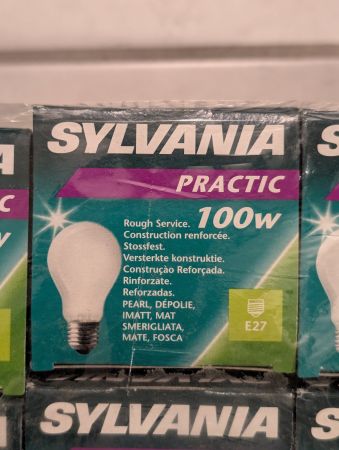 SYLVANIA
PRACTIC
100w
Rough Service.
Construction renforcée.
Stossfest.
Versterkte konstruktie.
Construção Reforçada.
Rinforzate.
Reforzadas.
PEARL, DÉPOLIE,
IMATT, MAT
SMERIGLIATA,
MATE, FOSCA
E27
SYLVANIA